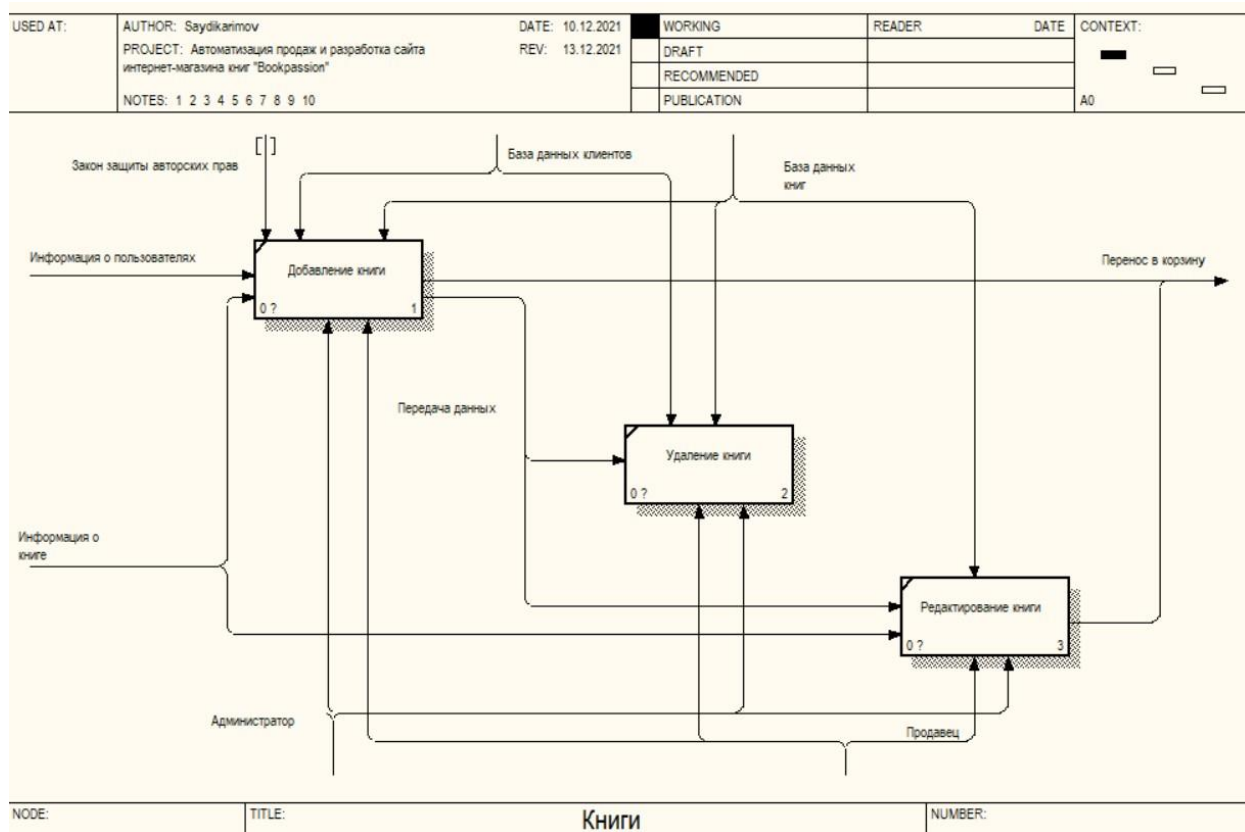 USED AT:
AUTHOR: Saydikarimov
DATE: 10.12.2021
PROJECT: Автоматизация продаж и разработка сайта
интернет-магазина книг "Bookpassion"
REV: 13.12.2021
NOTES: 1 2 3 4 5 6 7 8 9 10
WORKING
DRAFT
RECOMMENDED
PUBLICATION
READER
DATE
CONTEXT:
A0
Закон защиты авторских прав
База данных клиентов
База данных
книг
Информация о пользователях
Добавление книги
0 ?
1
Перенос в корзину
Передача данных
Удаление книги
0 ?
2
Информация о
книге
Редактирование книги
0 ?
3
Администратор
Продавец
NODE:
TITLE:
Книги
NUMBER: